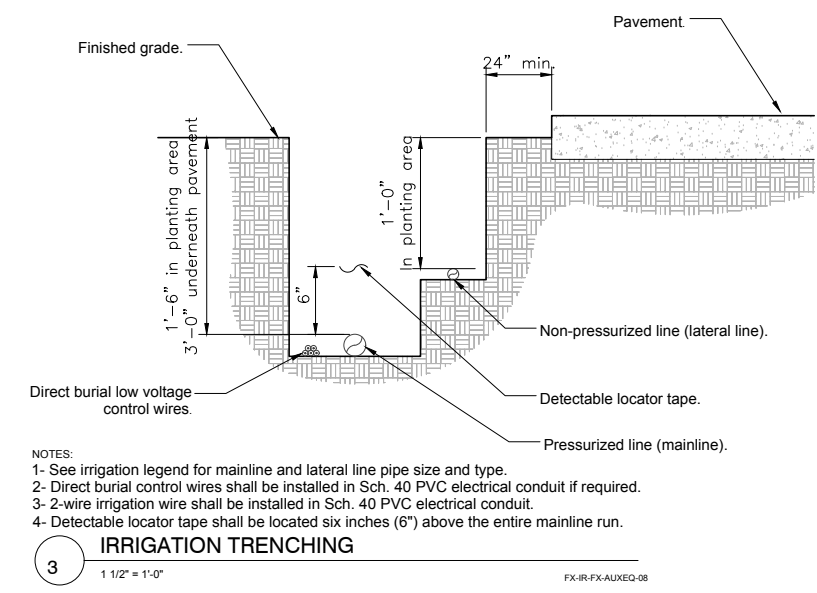 Pavement.
Finished grade.
24" min.
1'-6" in planting area
3'-0" underneath pavement
1'-0"
in planting area
6"
Non-pressurized line (lateral line).
Direct burial low voltage
control wires.
Detectable locator tape.
Pressurized line (mainline).
NOTES:
1- See irrigation legend for mainline and lateral line pipe size and type.
2- Direct burial control wire shall be installed in Sch. 40 PVC electrical conduit if required.
3- 2-wire irrigation wire shall be installed in Sch. 40 PVC electrical conduit.
4- Detectable locator tape shall be located six inches (6") above the entire mainline run.
3
IRRIGATION TRENCHING
1 1/2" = 1'-0"
FX-IR-FX-AUXEQ-08